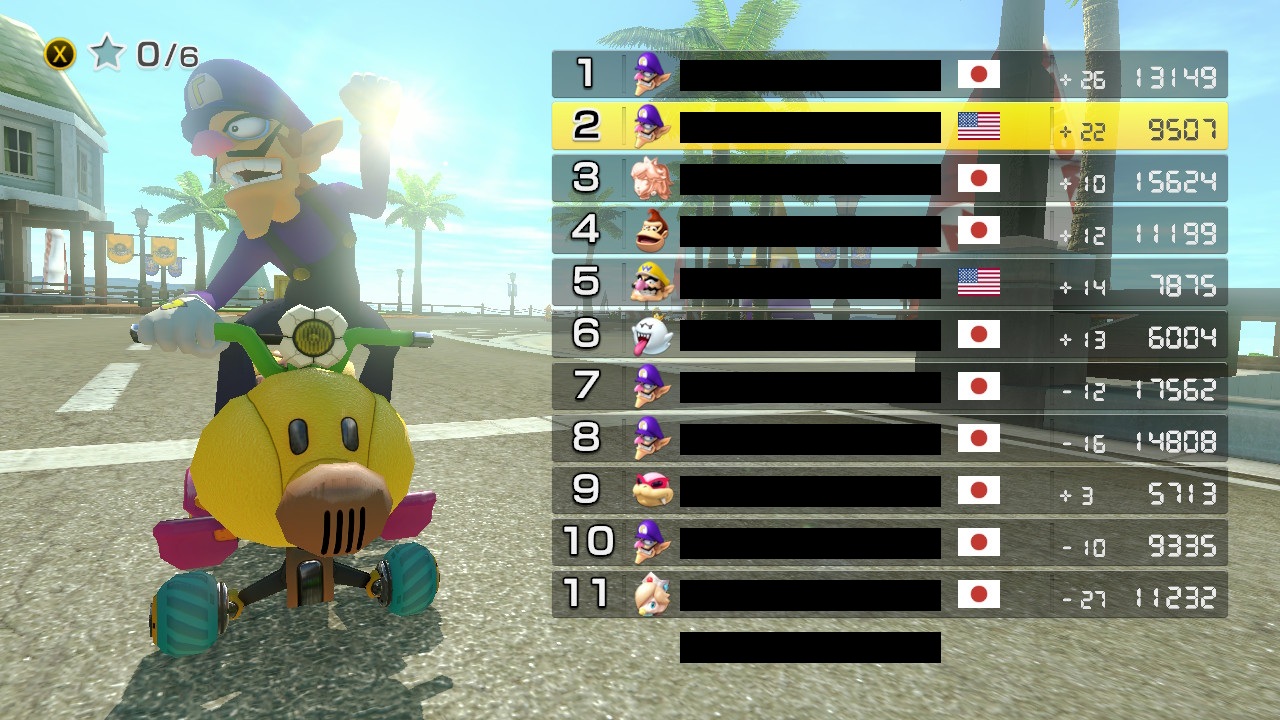 X 0/6
1 + 26 13149
2 + 22 9507
3 + 10 15624
4 + 12 11199
5 + 14 7875
6 + 13 6004
7 - 12 17562
8 - 16 14808
9 + 3 5713
10 - 10 9335
11 - 27 11232